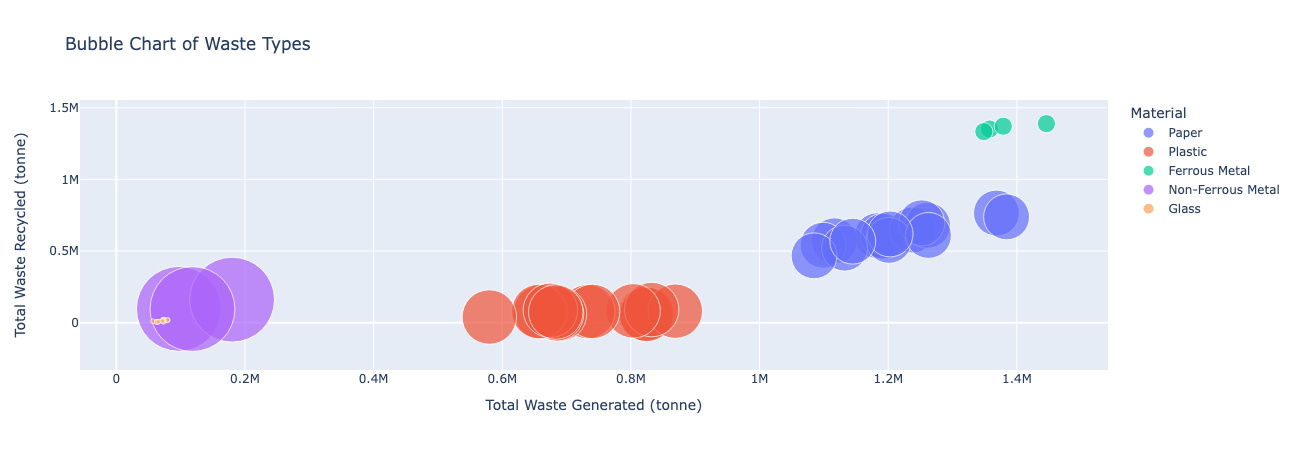 Bubble Chart of Waste Types
1.5M
1M
0.5M
0
Total Waste Recycled (tonne)
0
0.2M
0.4M
0.6M
0.8M
1M
1.2M
1.4M
Total Waste Generated (tonne)
Material
Paper
Plastic
Ferrous Metal
Non-Ferrous Metal
Glass